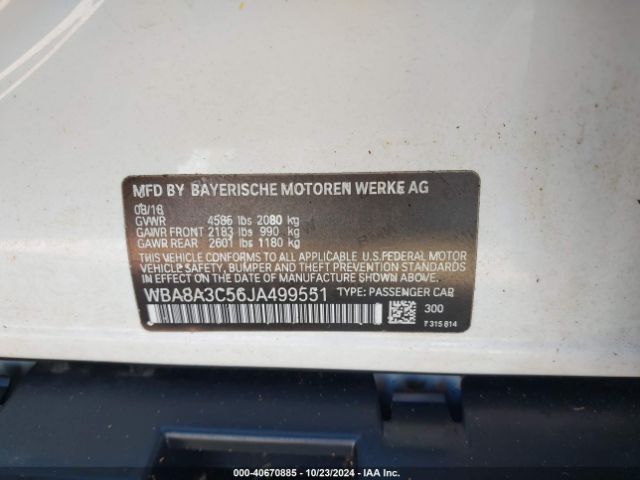 MFD BY BAYERISCHE MOTOREN WERKE AG
08/18
GVWR 4586 lbs 2080 kg
GAWR FRONT 2183 lbs 990 kg
GAWR REAR 2601 lbs 1180 kg
THIS VEHICLE CONFORMS TO ALL APPLICABLE U.S.FEDERAL MOTOR
VEHICLE SAFETY, BUMPER, AND THEFT PREVENTION STANDARDS
IN EFFECT ON THE DATE OF MANUFACTURE SHOWN ABOVE.
WBA8A3C56JA499551 TYPE: PASSENGER CAR
300
7 315 814
000-40670885 - 10/23/2024 - IAA Inc.